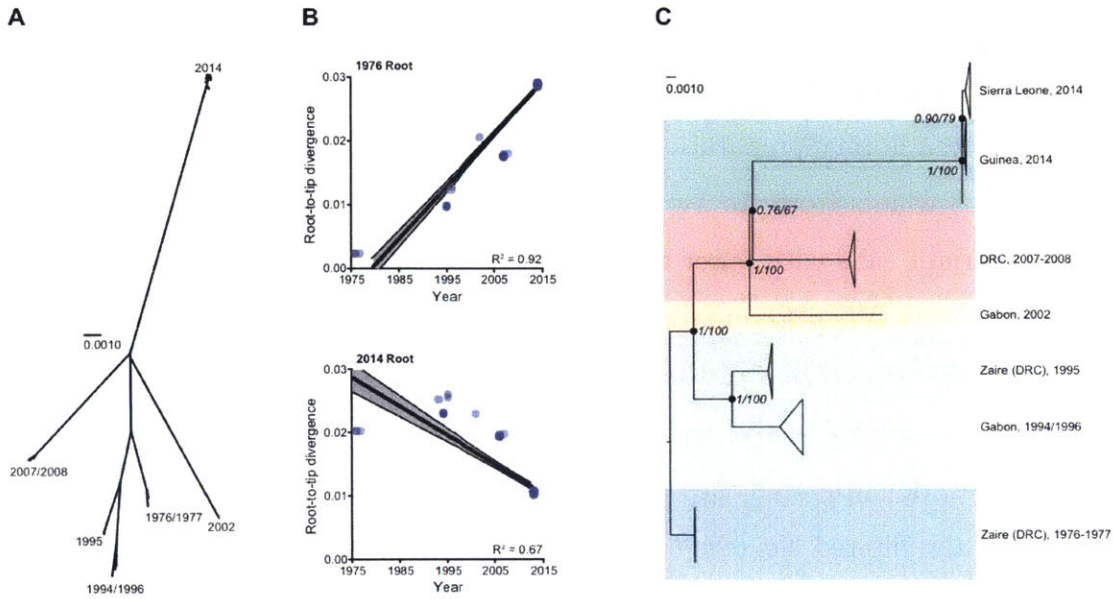 A
2014
0.0010
2007/2008
1976/1977
2002
1995
1994/1996
B
1976 Root
Root-to-tip divergence
0.03
0.02
0.01
0.00
1975
1985
1995
2005
2015
R² = 0.92
Year
2014 Root
Root-to-tip divergence
0.03
0.02
0.01
0.00
1975
1985
1995
2005
2015
R² = 0.67
Year
C
0.0010
Sierra Leone, 2014
0.90/79
Guinea, 2014
1/100
0.76/67
DRC, 2007-2008
1/100
Gabon, 2002
1/100
Zaire (DRC), 1995
1/100
Gabon, 1994/1996
Zaire (DRC), 1976-1977